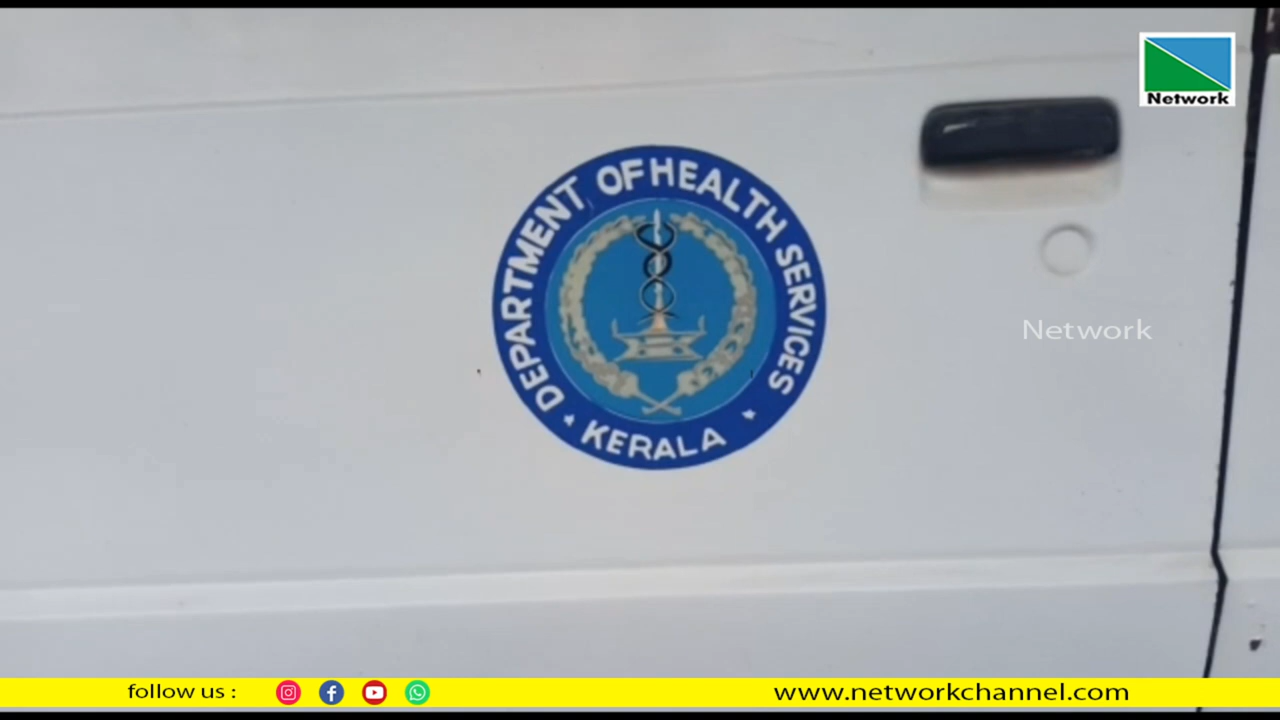 Network
DEPARTMENT OF HEALTH SERVICES
KERALA
Network
follow us :
www.networkchannel.com